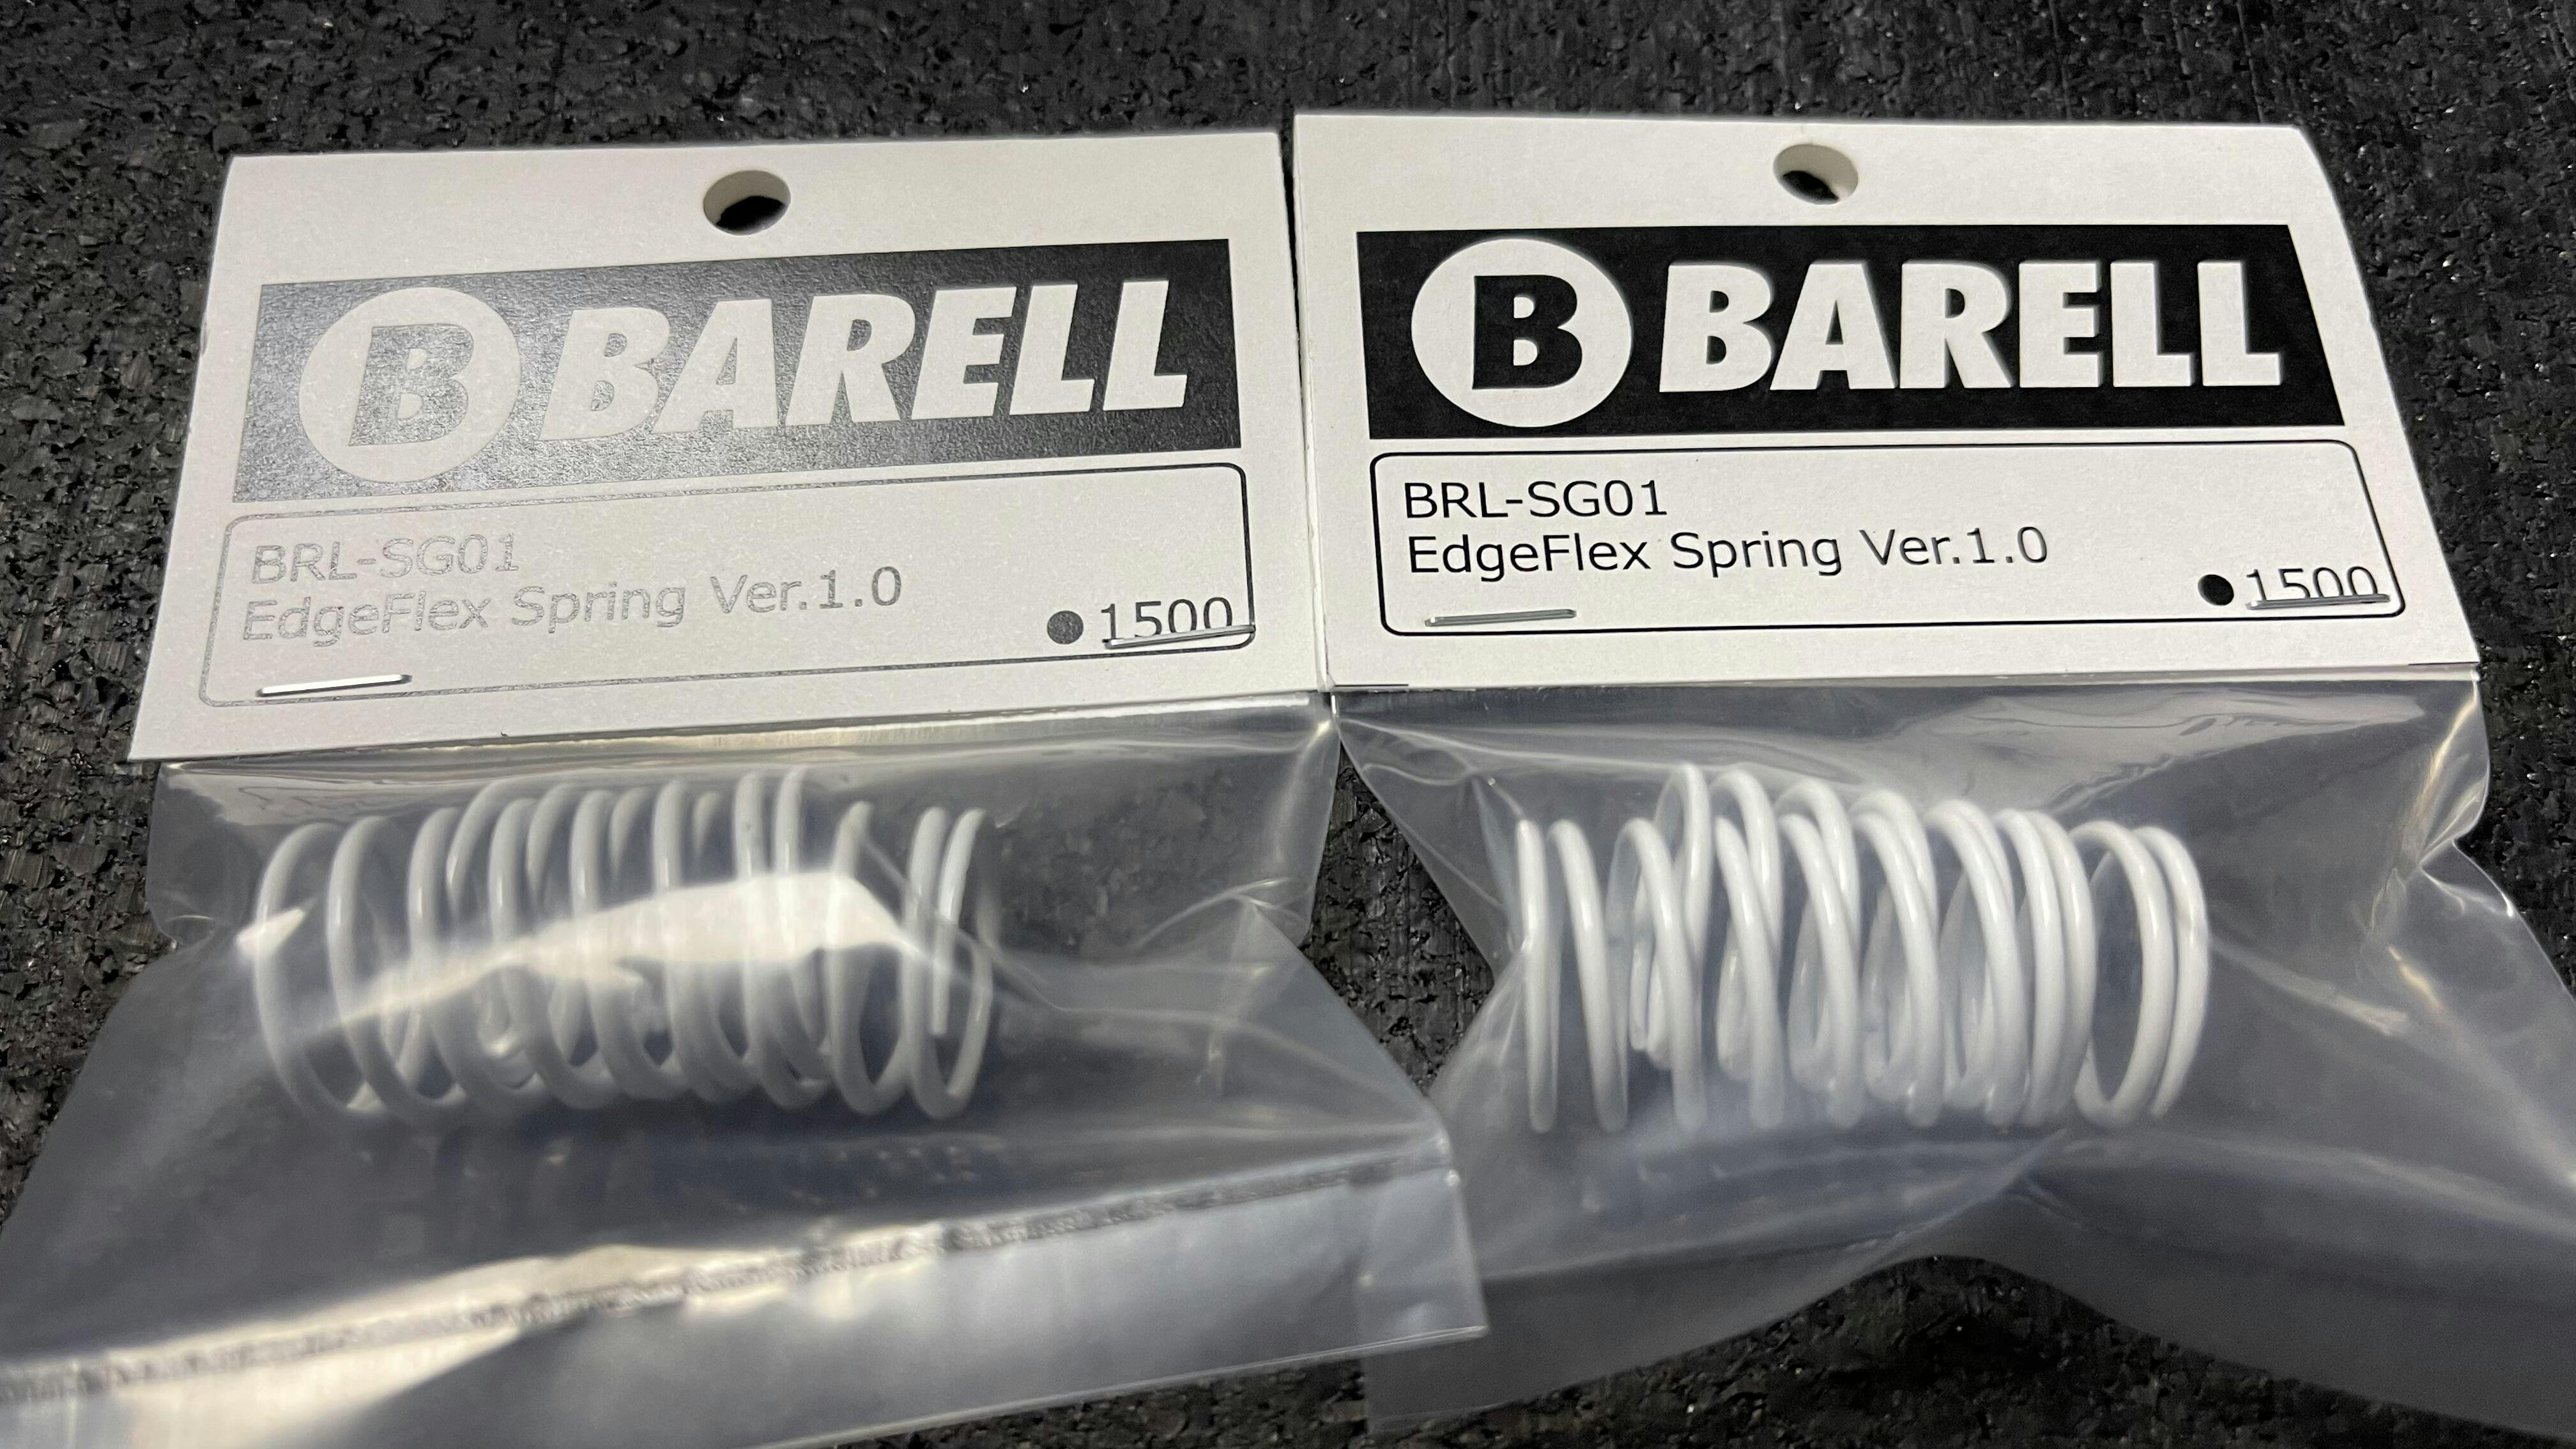 B BARELL
BRL-SG01
EdgeFlex Spring Ver.1.0
●1500
B BARELL
BRL-SG01
EdgeFlex Spring Ver.1.0
●1500